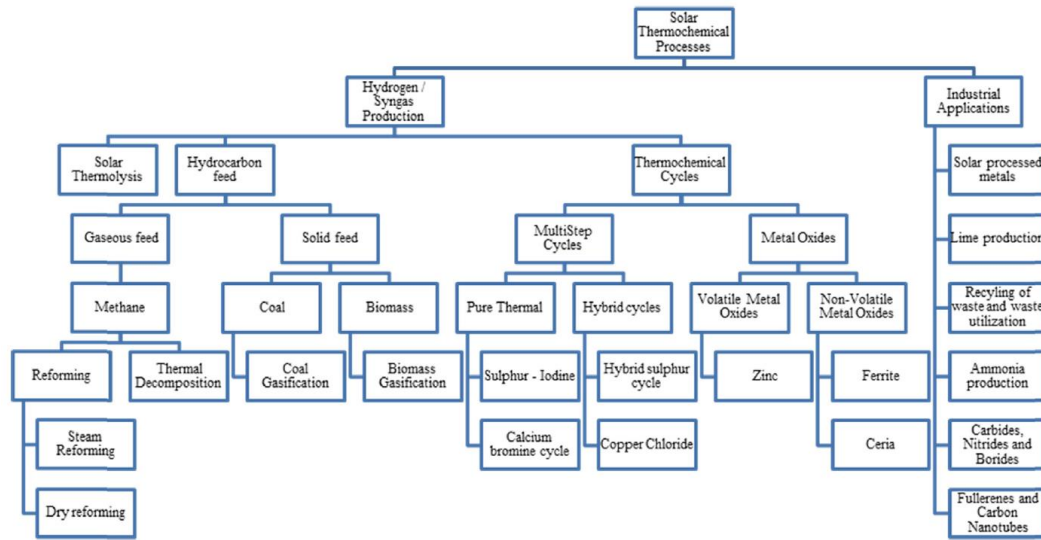 Solar
Thermochemical
Processes
Hydrogen /
Syngas
Production
Industrial
Applications
Solar
Thermolysis
Hydrocarbon
feed
Thermochemical
Cycles
Solar processed
metals
Gaseous feed
Solid feed
MultiStep
Cycles
Metal Oxides
Lime production
Methane
Coal
Biomass
Pure Thermal
Hybrid cycles
Volatile Metal
Oxides
Non-Volatile
Metal Oxides
Recyling of
waste and waste
utilization
Reforming
Thermal
Decomposition
Coal
Gasification
Biomass
Gasification
Sulphur - Iodine
Hybrid sulphur
cycle
Zinc
Ferrite
Ammonia
production
Steam
Reforming
Calcium
bromine cycle
Copper Chloride
Ceria
Carbides,
Nitrides and
Borides
Dry reforming
Fullerenes and
Carbon
Nanotubes